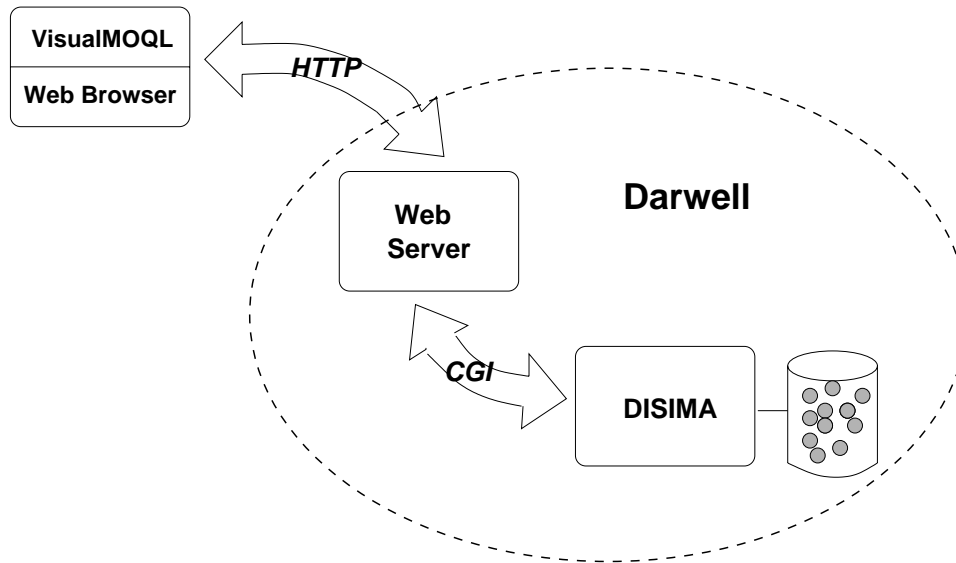 VisualMOQL
Web Browser
HTTP
Web
Server
Darwell
CGI
DISIMA